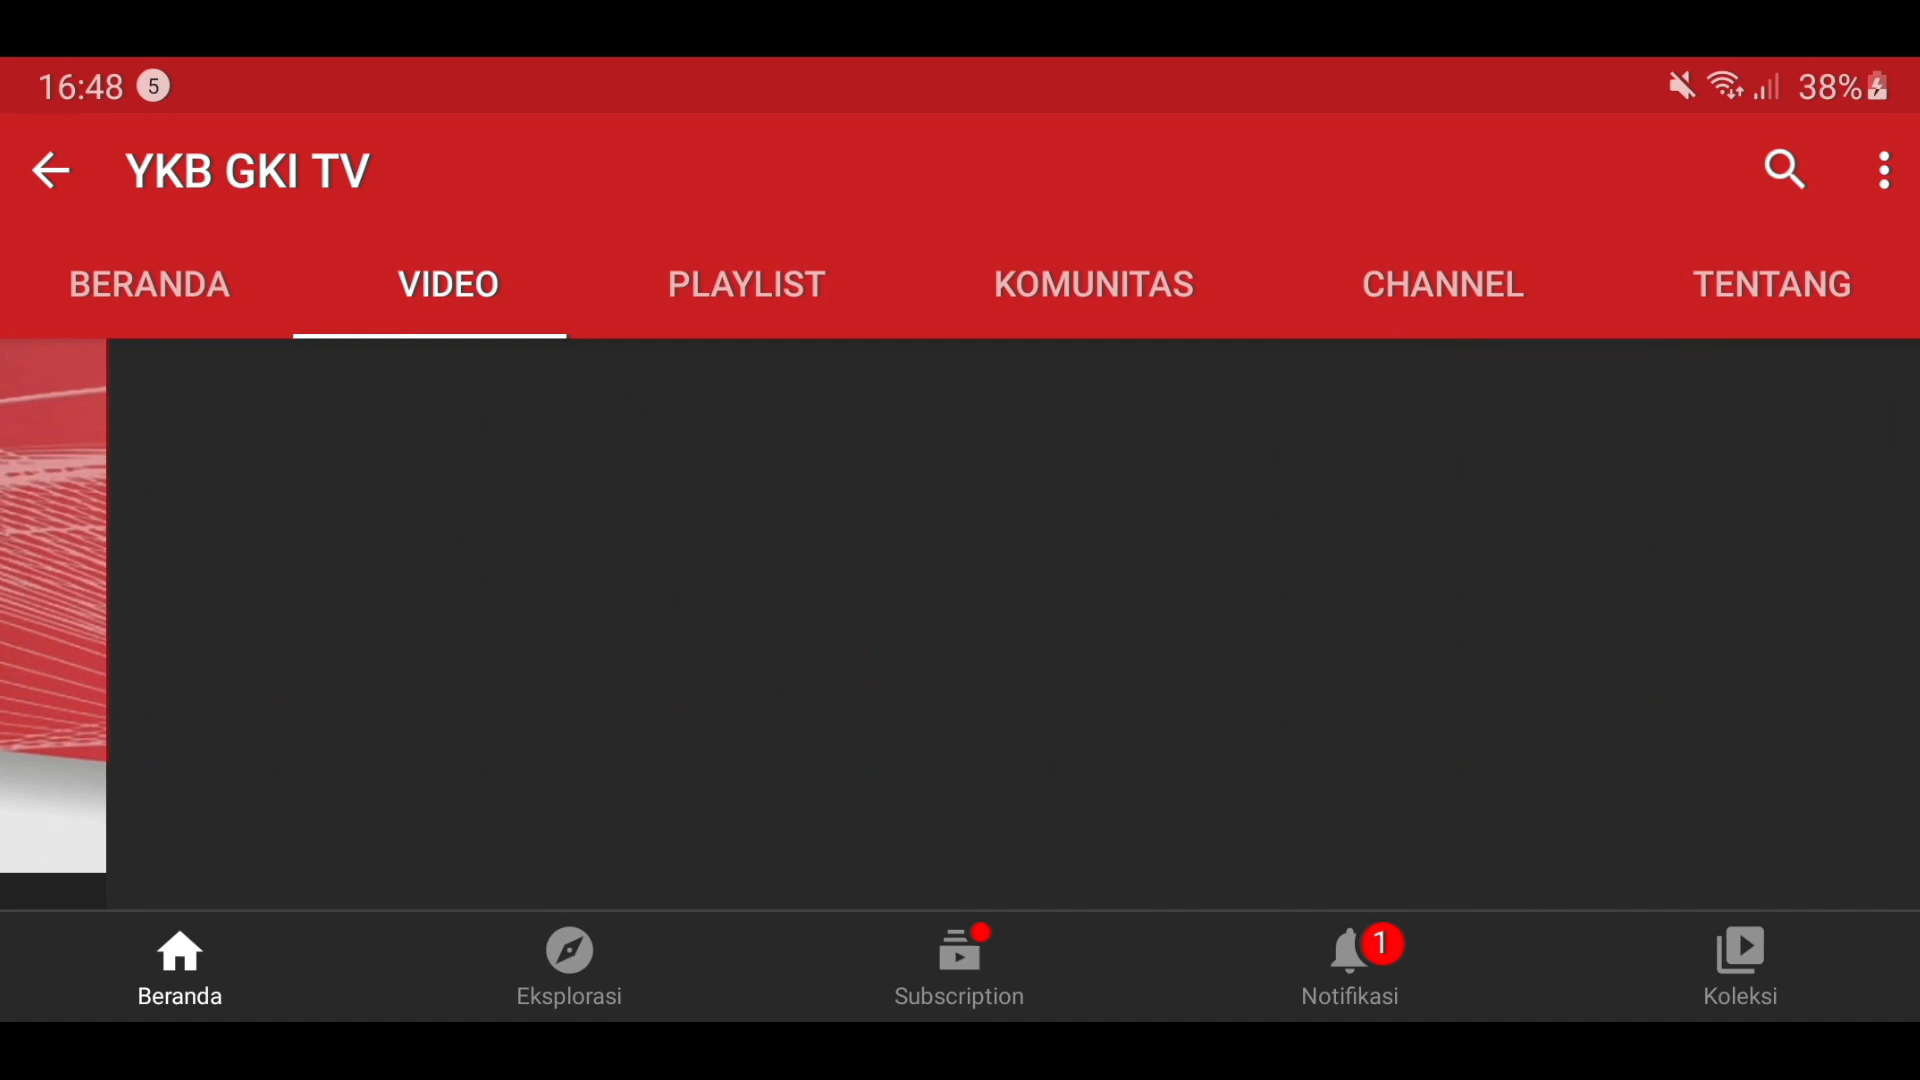 16:48 5 38%
YKB GKI TV
BERANDA VIDEO PLAYLIST KOMUNITAS CHANNEL TENTANG
1
Beranda Eksplorasi Subscription Notifikasi Koleksi